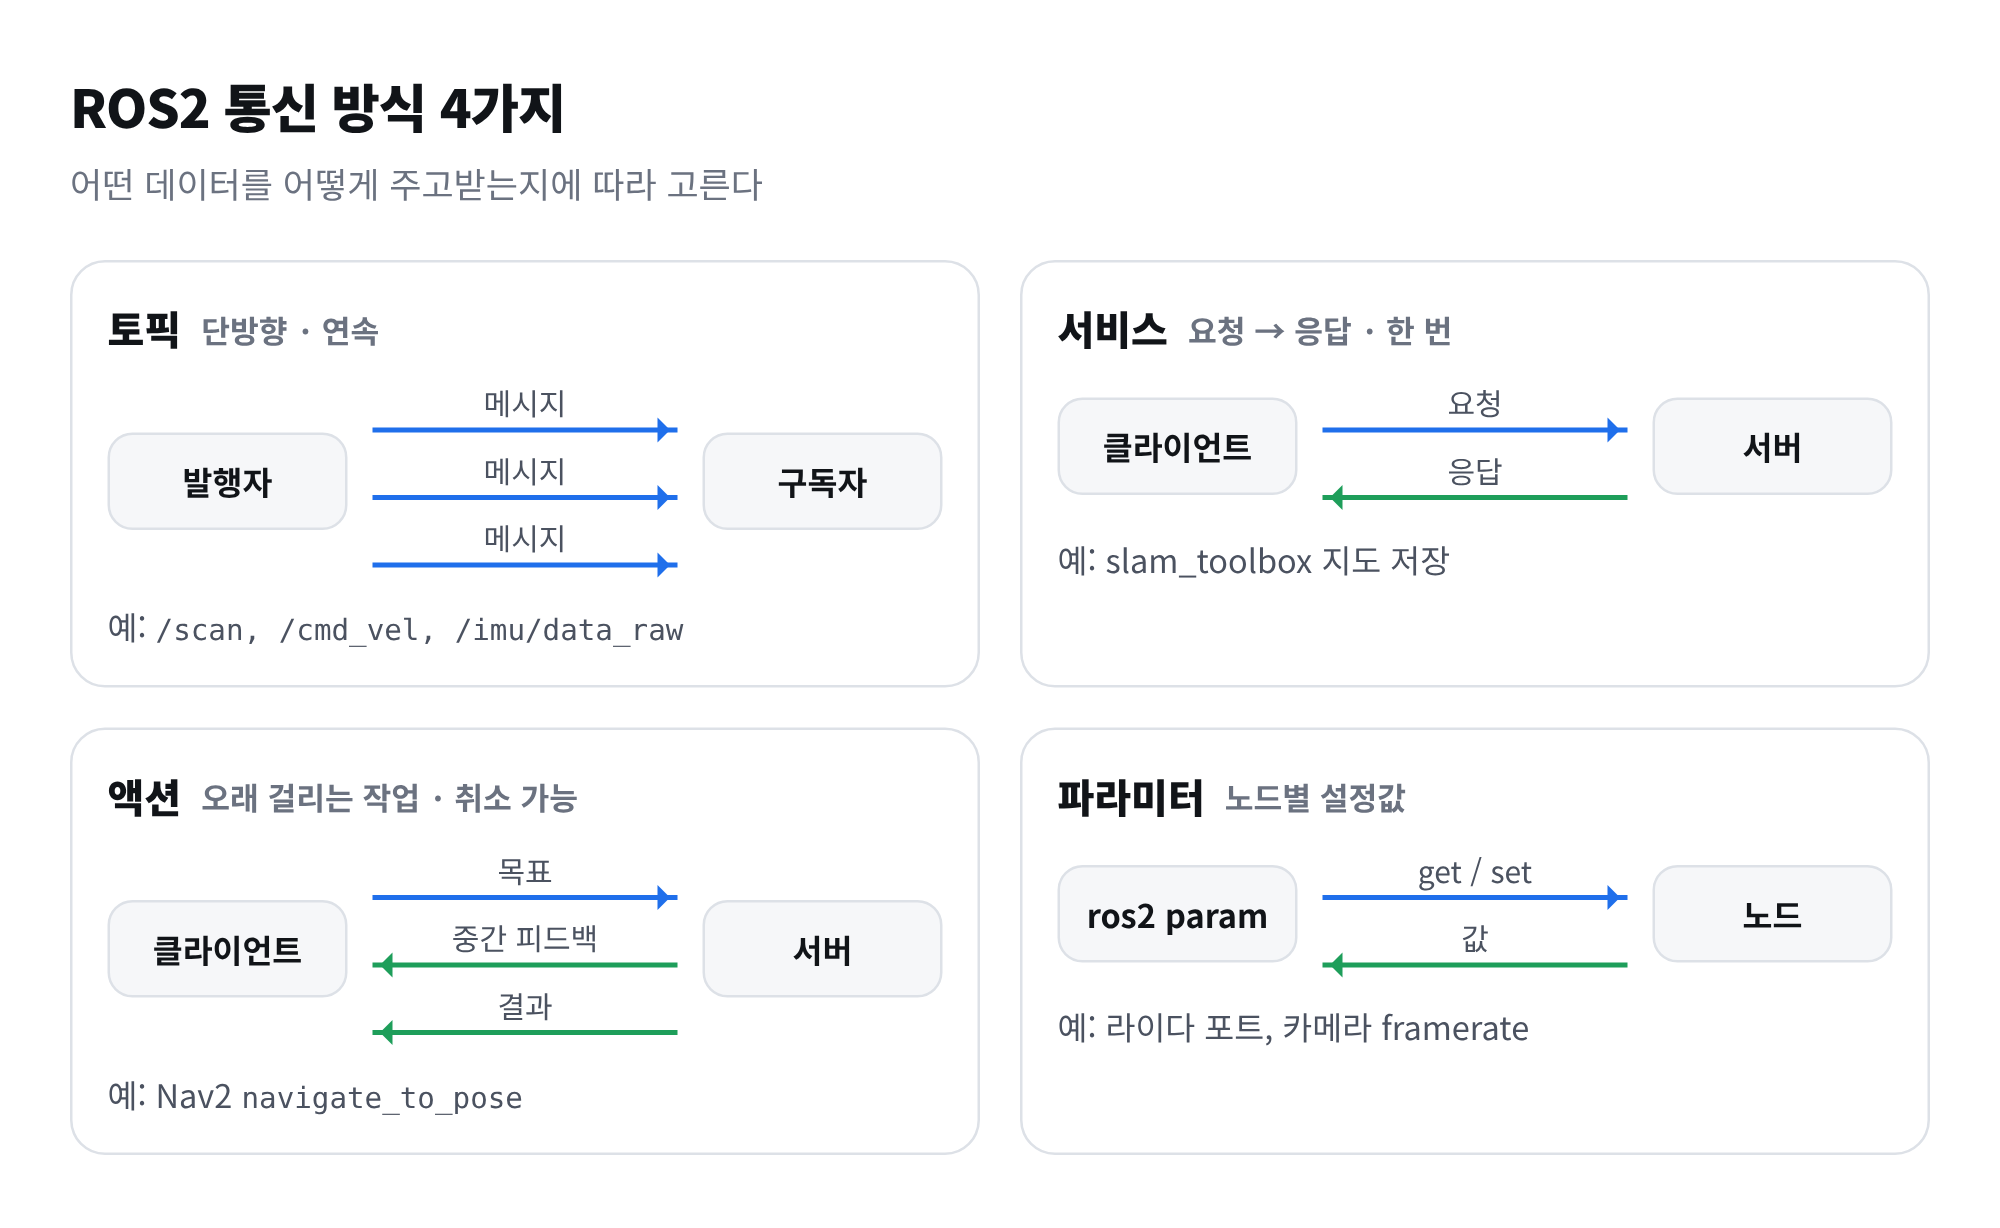 ROS2 통신 방식 4가지
어떤 데이터를 어떻게 주고받는지에 따라 고른다
토픽 단방향 · 연속
메시지
발행자
메시지
구독자
메시지
예: /scan, /cmd_vel, /imu/data_raw
서비스 요청 → 응답 · 한 번
요청
클라이언트
서버
응답
예: slam_toolbox 지도 저장
액션 오래 걸리는 작업 · 취소 가능
목표
클라이언트
중간 피드백
서버
결과
예: Nav2 navigate_to_pose
파라미터 노드별 설정값
get / set
ros2 param
노드
값
예: 라이다 포트, 카메라 framerate